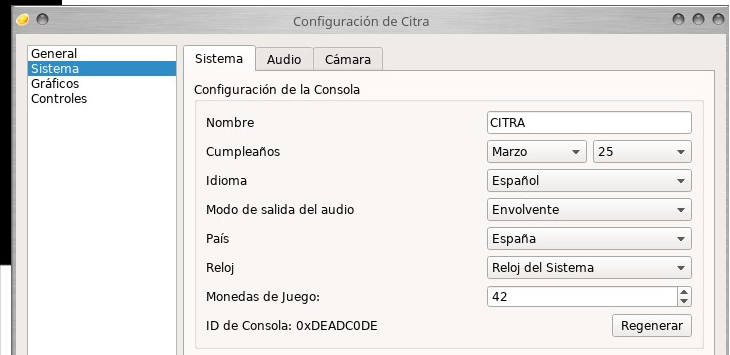 Configuración de Citra
General
Sistema
Gráficos
Controles
Sistema Audio Cámara
Configuración de la Consola
Nombre CITRA
Cumpleaños Marzo 25
Idioma Español
Modo de salida del audio Envolvente
País España
Reloj Reloj del Sistema
Monedas de Juego: 42
ID de Consola: 0xDEADC0DE Regenerar